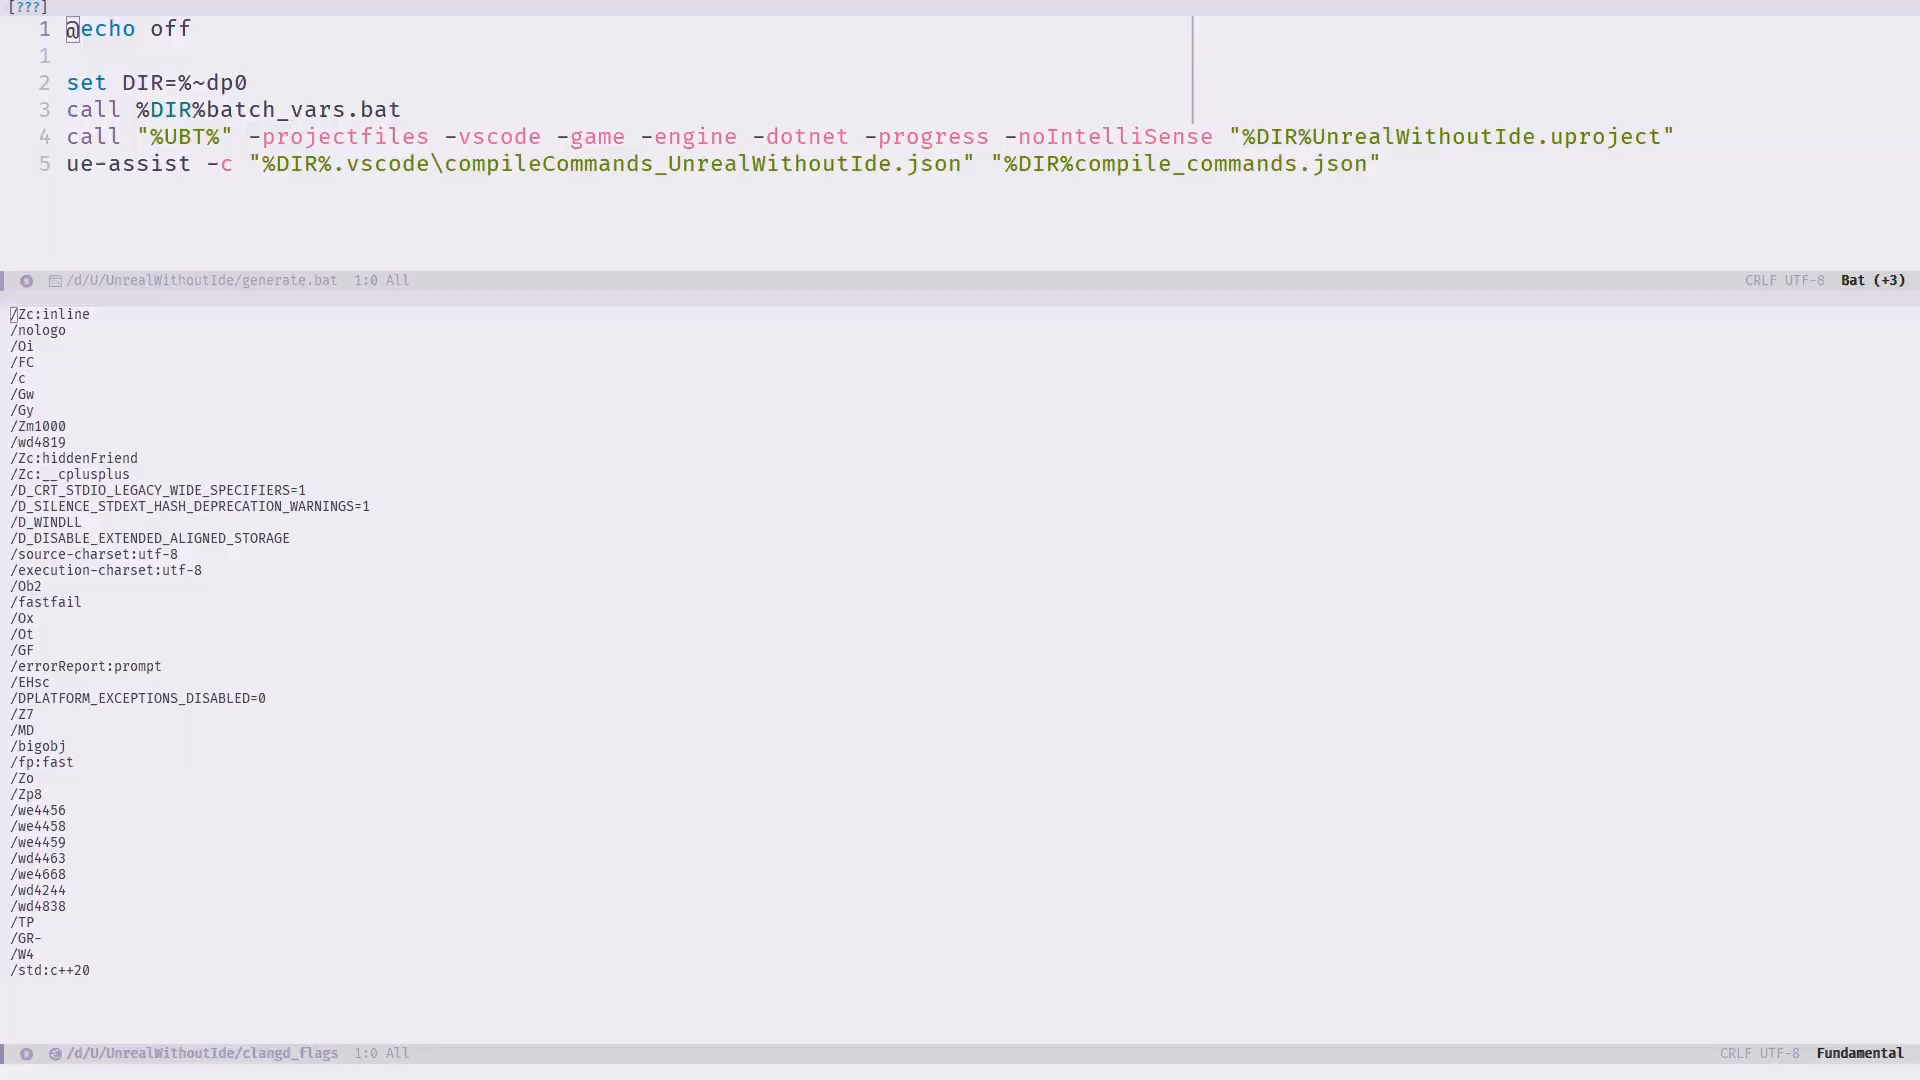 [???]
1 @echo off
1
2 set DIR=%~dp0
3 call %DIR%batch_vars.bat
4 call "%UBT%" -projectfiles -vscode -game -engine -dotnet -progress -noIntelliSense "%DIR%UnrealWithoutIde.uproject"
5 ue-assist -c "%DIR%.vscode\compileCommands_UnrealWithoutIde.json" "%DIR%compile_commands.json"
N /d/U/UnrealWithoutIde/generate.bat 1:0 All CRLF UTF-8 Bat (+3)
/Zc:inline
/nologo
/Oi
/FC
/c
/Gw
/Gy
/Zm1000
/wd4819
/Zc:hiddenFriend
/Zc:__cplusplus
/D_CRT_STDIO_LEGACY_WIDE_SPECIFIERS=1
/D_SILENCE_STDEXT_HASH_DEPRECATION_WARNINGS=1
/D_WINDLL
/D_DISABLE_EXTENDED_ALIGNED_STORAGE
/source-charset:utf-8
/execution-charset:utf-8
/Ob2
/fastfail
/Ox
/Ot
/GF
/errorReport:prompt
/EHsc
/DPLATFORM_EXCEPTIONS_DISABLED=0
/Z7
/MD
/bigobj
/fp:fast
/Zo
/Zp8
/we4456
/we4458
/we4459
/wd4463
/we4668
/wd4244
/wd4838
/TP
/GR-
/W4
/std:c++20
N /d/U/UnrealWithoutIde/clangd_flags 1:0 All CRLF UTF-8 Fundamental